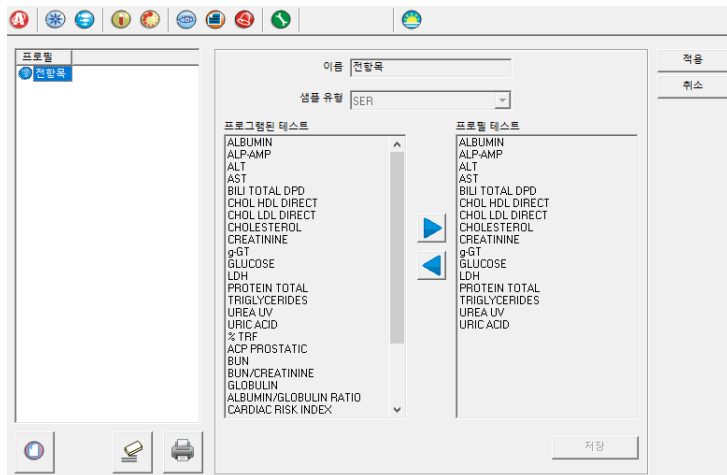 프로필
전항목
이름 전항목
샘플 유형 SER
적용
취소
프로그램된 테스트
ALBUMIN
ALP-AMP
ALT
AST
BILI TOTAL DPD
CHOL HDL DIRECT
CHOL LDL DIRECT
CHOLESTEROL
CREATININE
g-GT
GLUCOSE
LDH
PROTEIN TOTAL
TRIGLYCERIDES
UREA UV
URIC ACID
% TRF
ACP PROSTATIC
BUN
BUN/CREATININE
GLOBULIN
ALBUMIN/GLOBULIN RATIO
CARDIAC RISK INDEX
프로필 테스트
ALBUMIN
ALP-AMP
ALT
AST
BILI TOTAL DPD
CHOL HDL DIRECT
CHOL LDL DIRECT
CHOLESTEROL
CREATININE
g-GT
GLUCOSE
LDH
PROTEIN TOTAL
TRIGLYCERIDES
UREA UV
URIC ACID
저장